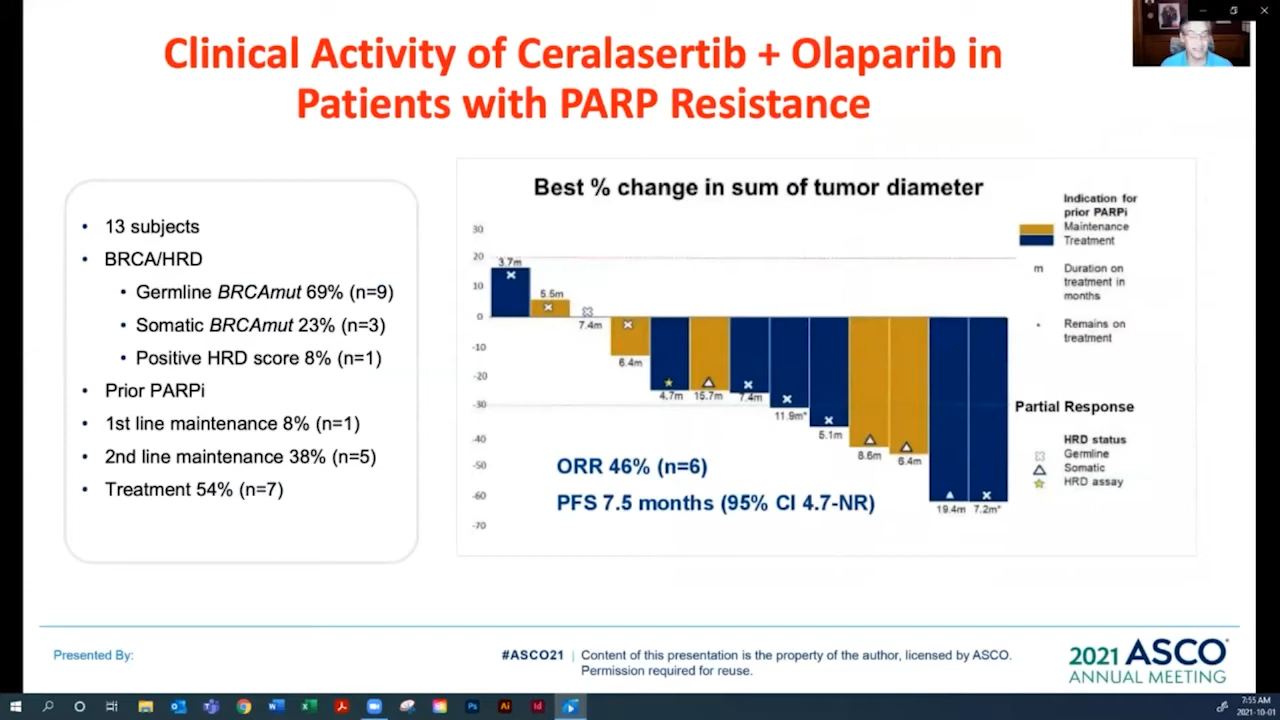 Clinical Activity of Ceralasertib + Olaparib in
Patients with PARP Resistance
• 13 subjects
• BRCA/HRD
• Germline BRCAmut 69% (n=9)
• Somatic BRCAmut 23% (n=3)
• Positive HRD score 8% (n=1)
• Prior PARPi
• 1st line maintenance 8% (n=1)
• 2nd line maintenance 38% (n=5)
• Treatment 54% (n=7)
Best % change in sum of tumor diameter
30
20
10
0
-10
-20
-30
-40
-50
-60
-70
3.7m
5.5m
7.4m
6.4m
4.7m
15.7m
7.4m
11.9m*
5.1m
8.6m
6.4m
19.4m
7.2m*
ORR 46% (n=6)
PFS 7.5 months (95% CI 4.7-NR)
Indication for
prior PARPi
Maintenance
Treatment
m Duration on
treatment in
months
Remains on
treatment
Partial Response
HRD status
Germline
Somatic
HRD assay
Presented By:
#ASCO21 | Content of this presentation is the property of the author, licensed by ASCO.
Permission required for reuse.
2021 ASCO®
ANNUAL MEETING
7:55 AM
2021-10-01